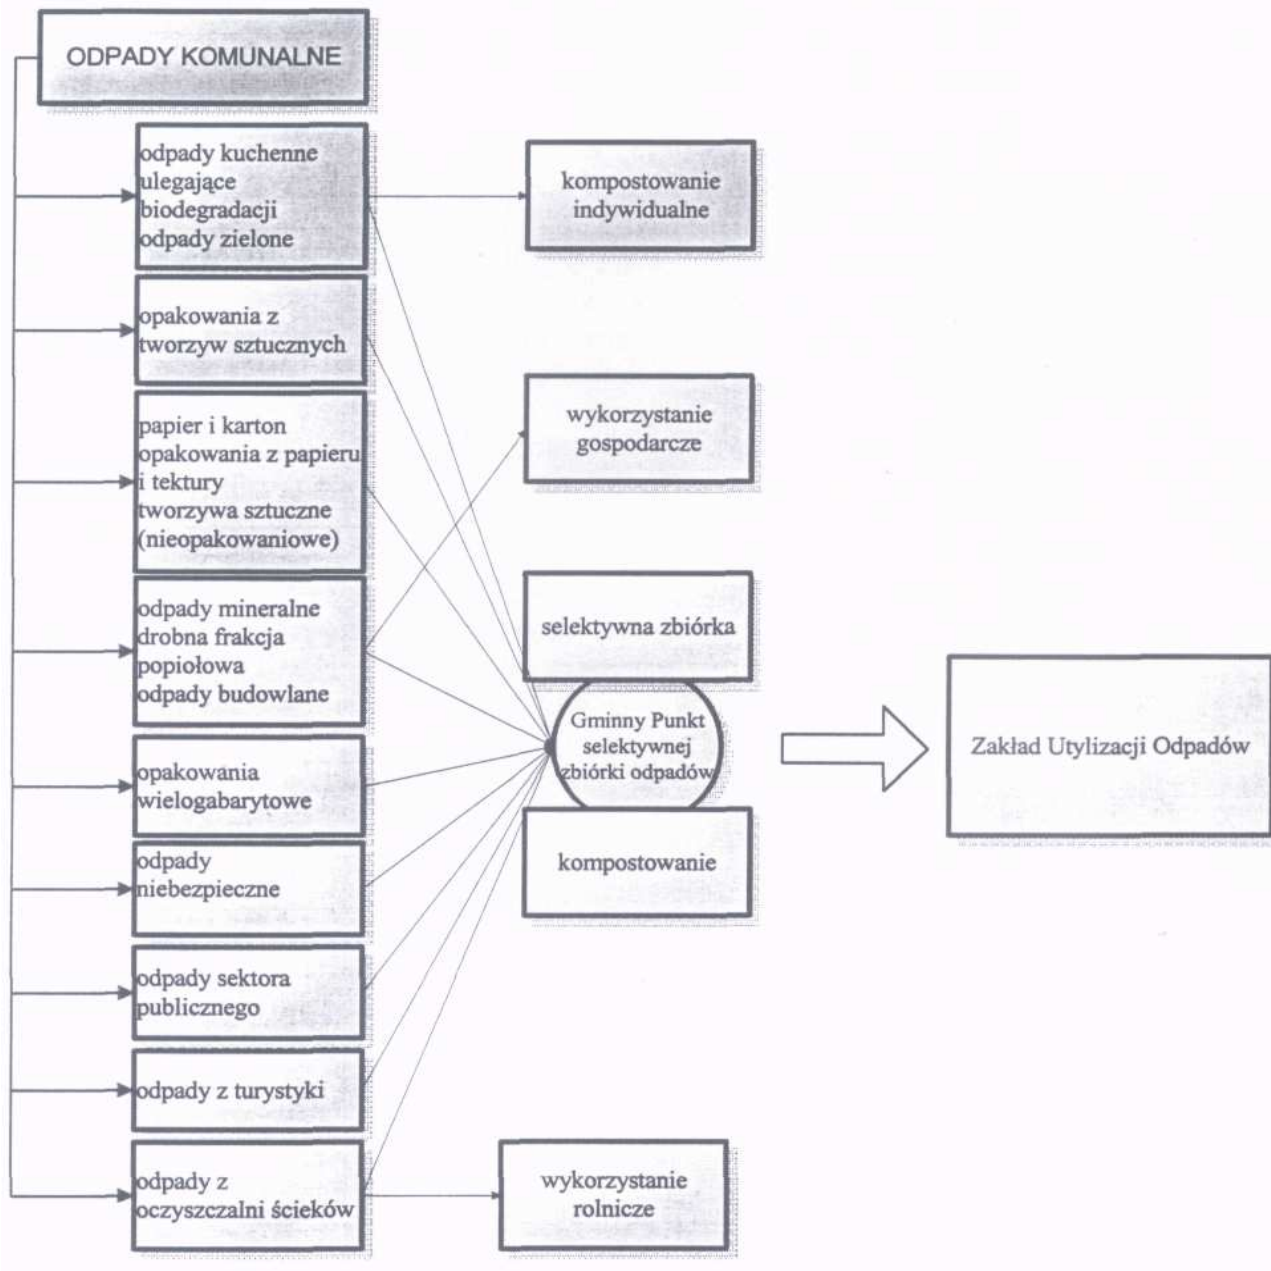 ODPADY KOMUNALNE
odpady kuchenne
ulegające
biodegradacji
odpady zielone
opakowania z
tworzyw sztucznych
papier i karton
opakowania z papieru
i tektury
tworzywa sztuczne
(nieopakowaniowe)
odpady mineralne
drobna frakcja
popiołowa
odpady budowlane
opakowania
wielogabarytowe
odpady
niebezpieczne
odpady sektora
publicznego
odpady z turystyki
odpady z
oczyszczalni ścieków
kompostowanie
indywidualne
wykorzystanie
gospodarcze
selektywna zbiórka
Gminny Punkt
selektywnej
zbiórki odpadów
kompostowanie
wykorzystanie
rolnicze
Zakład Utylizacji Odpadów